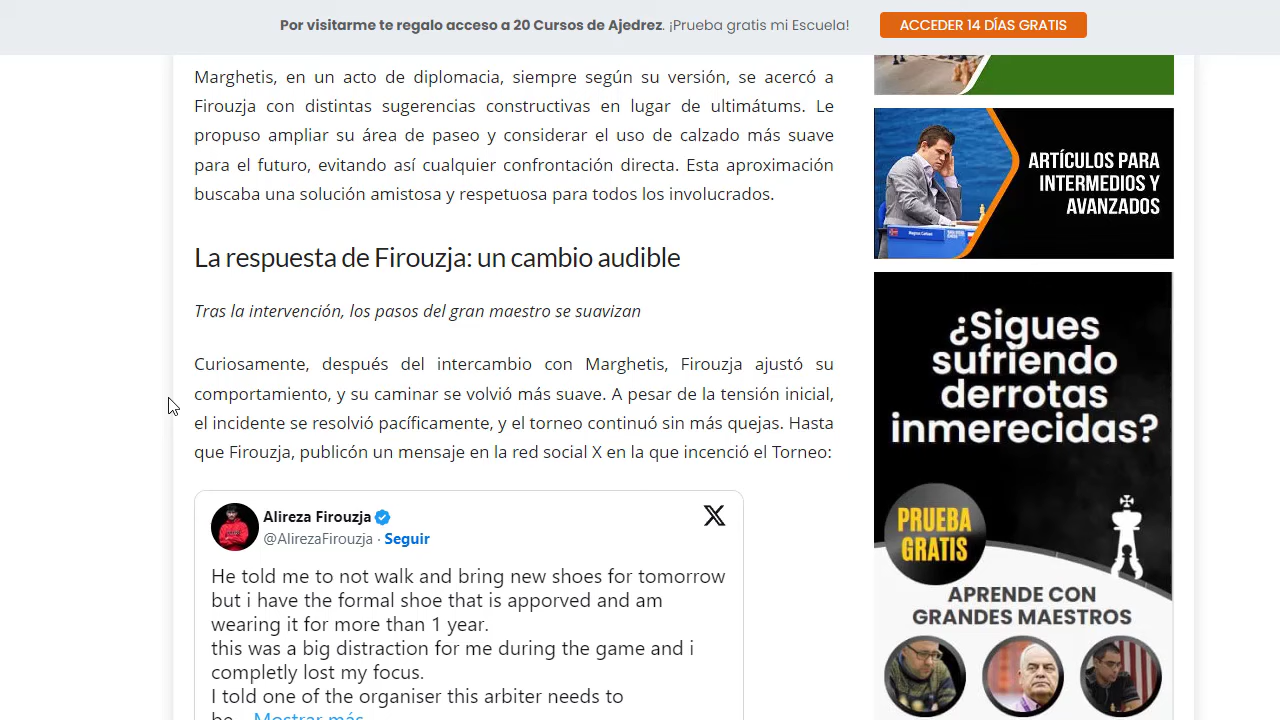 Por visitarme te regalo acceso a 20 Cursos de Ajedrez. ¡Prueba gratis mi Escuela!
ACCEDER 14 DÍAS GRATIS
Marghetis, en un acto de diplomacia, siempre según su versión, se acercó a
Firouzja con distintas sugerencias constructivas en lugar de ultimátums. Le
propuso ampliar su área de paseo y considerar el uso de calzado más suave
para el futuro, evitando así cualquier confrontación directa. Esta aproximación
buscaba una solución amistosa y respetuosa para todos los involucrados.
La respuesta de Firouzja: un cambio audible
Tras la intervención, los pasos del gran maestro se suavizan
Curiosamente, después del intercambio con Marghetis, Firouzja ajustó su
comportamiento, y su caminar se volvió más suave. A pesar de la tensión inicial,
el incidente se resolvió pacíficamente, y el torneo continuó sin más quejas. Hasta
que Firouzja, publicón un mensaje en la red social X en la que incenció el Torneo:
Alireza Firouzja
@AlirezaFirouzja · Seguir
He told me to not walk and bring new shoes for tomorrow
but i have the formal shoe that is apporved and am
wearing it for more than 1 year.
this was a big distraction for me during the game and i
completly lost my focus.
I told one of the organiser this arbiter needs to
be... Mostrar más
ARTÍCULOS PARA
INTERMEDIOS Y
AVANZADOS
¿Sigues
sufriendo
derrotas
inmerecidas?
PRUEBA
GRATIS
APRENDE CON
GRANDES MAESTROS